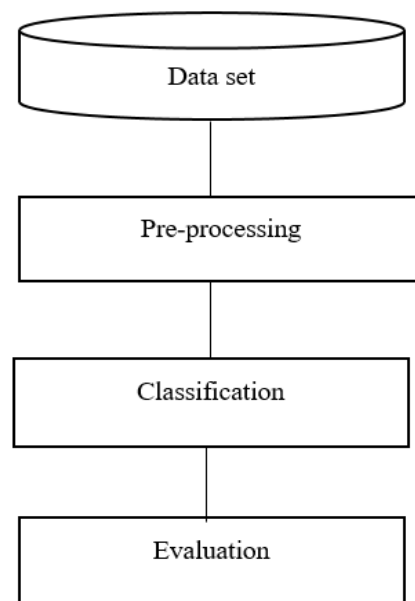 Data set
Pre-processing
Classification
Evaluation